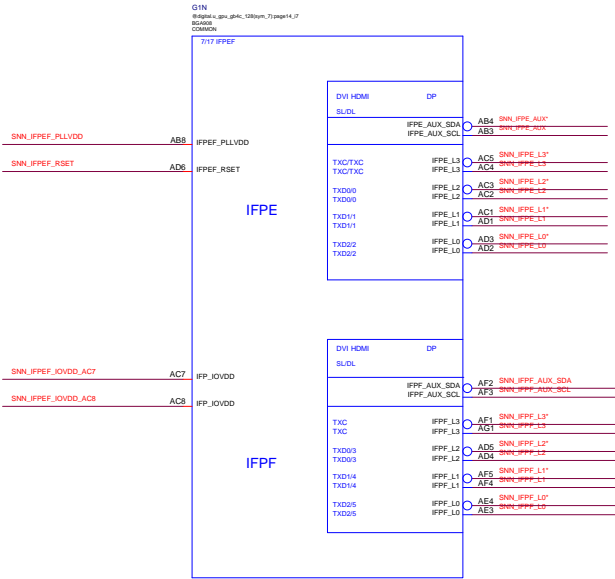 G1N
@digital.u_gpu_gb4c_128(sym_7):page14_i7
BGA908
COMMON
7/17 IFPEF
DVI HDMI DP
SL/DL
IFPE_AUX_SDA AB4 SNN_IFPE_AUX*
IFPE_AUX_SCL AB3 SNN_IFPE_AUX
SNN_IFPEF_PLLVDD AB8 IFPEF_PLLVDD
SNN_IFPEF_RSET AD6 IFPEF_RSET
TXC/TXC IFPE_L3 AC5 SNN_IFPE_L3*
TXC/TXC IFPE_L3 AC4 SNN_IFPE_L3
TXD0/0 IFPE_L2 AC3 SNN_IFPE_L2*
TXD0/0 IFPE_L2 AC2 SNN_IFPE_L2
IFPE
TXD1/1 IFPE_L1 AC1 SNN_IFPE_L1*
TXD1/1 IFPE_L1 AD1 SNN_IFPE_L1
TXD2/2 IFPE_L0 AD3 SNN_IFPE_L0*
TXD2/2 IFPE_L0 AD2 SNN_IFPE_L0
DVI HDMI DP
SL/DL
SNN_IFPEF_IOVDD_AC7 AC7 IFP_IOVDD
IFPF_AUX_SDA AF2 SNN_IFPF_AUX_SDA
IFPF_AUX_SCL AF3 SNN_IFPF_AUX_SCL
SNN_IFPEF_IOVDD_AC8 AC8 IFP_IOVDD
TXC IFPF_L3 AF1 SNN_IFPF_L3*
TXC IFPF_L3 AG1 SNN_IFPF_L3
TXD0/3 IFPF_L2 AD5 SNN_IFPF_L2*
TXD0/3 IFPF_L2 AD4 SNN_IFPF_L2
IFPF
TXD1/4 IFPF_L1 AF5 SNN_IFPF_L1*
TXD1/4 IFPF_L1 AF4 SNN_IFPF_L1
TXD2/5 IFPF_L0 AE4 SNN_IFPF_L0*
TXD2/5 IFPF_L0 AE3 SNN_IFPF_L0